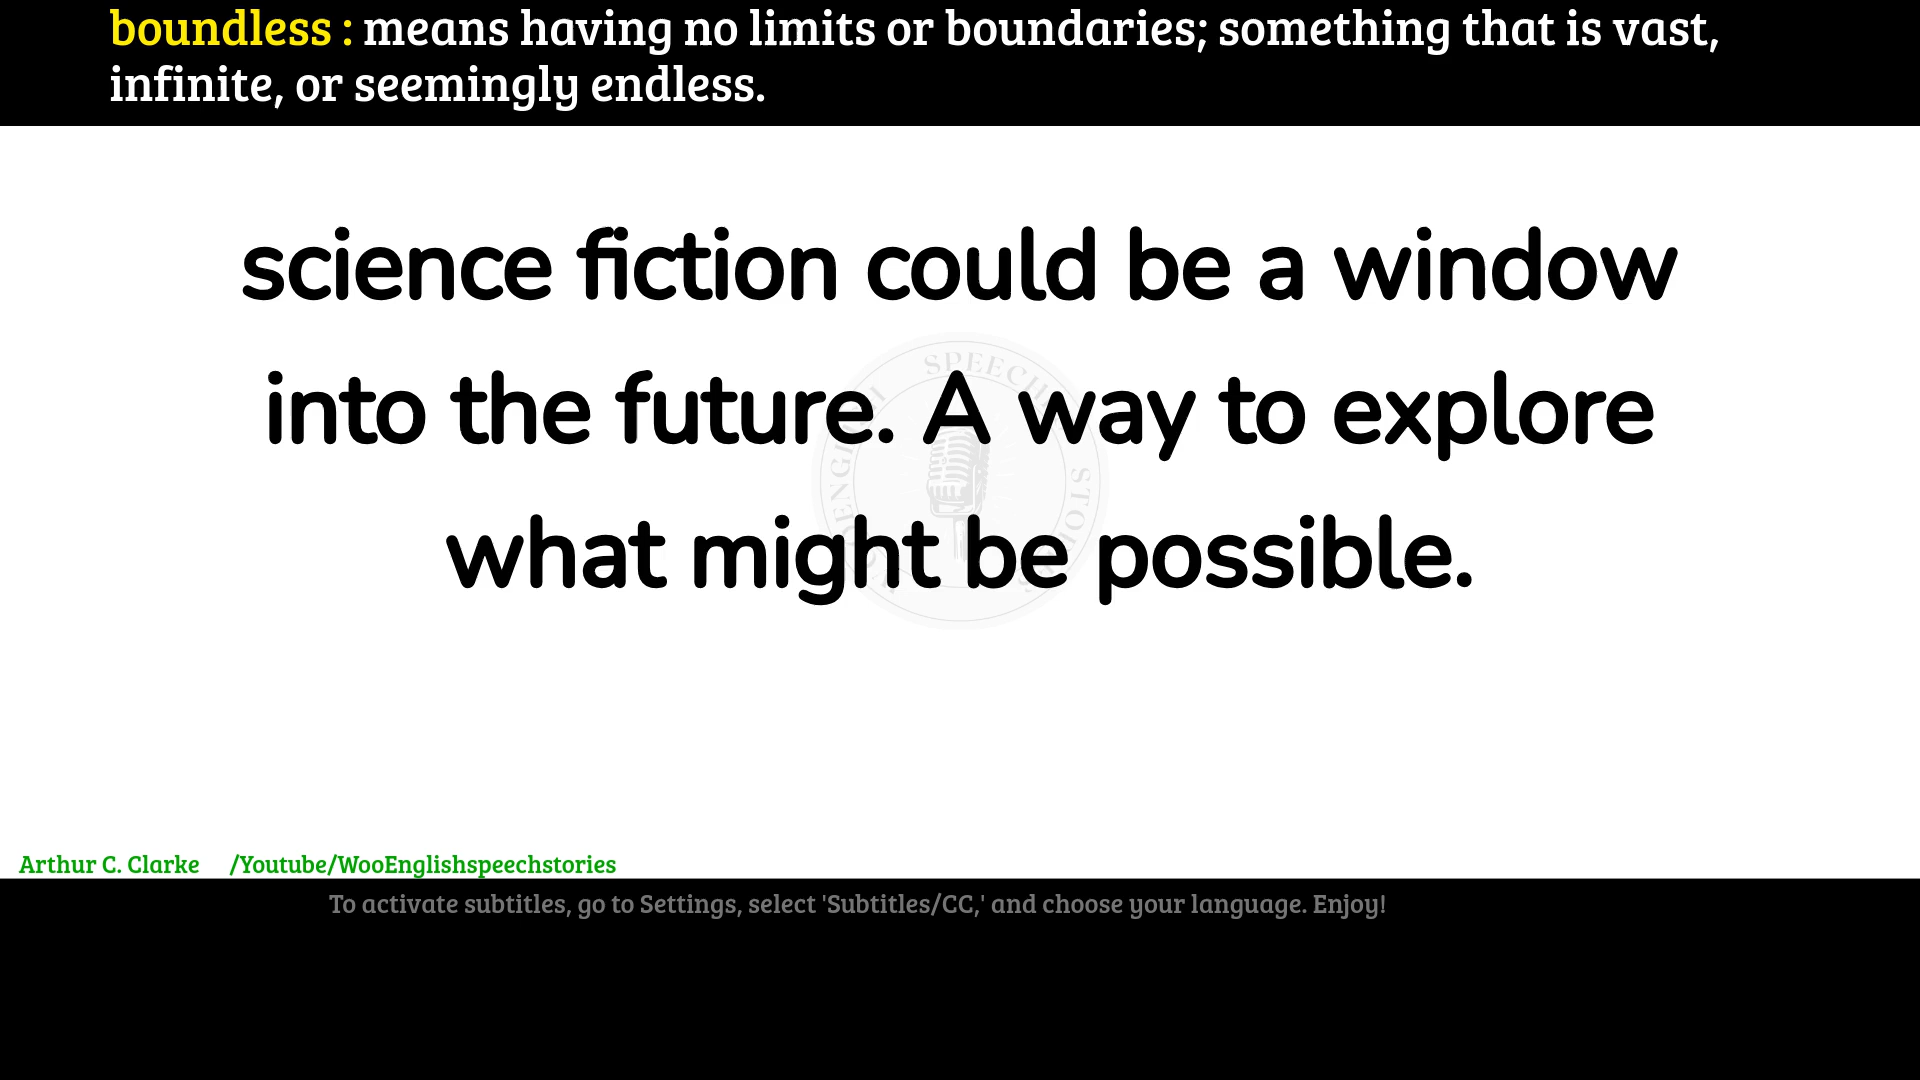 boundless : means having no limits or boundaries; something that is vast,
infinite, or seemingly endless.
science fiction could be a window
into the future. A way to explore
what might be possible.
SPEECH
Arthur C. Clarke /Youtube/WooEnglishspeechstories
To activate subtitles, go to Settings, select 'Subtitles/CC,' and choose your language. Enjoy!